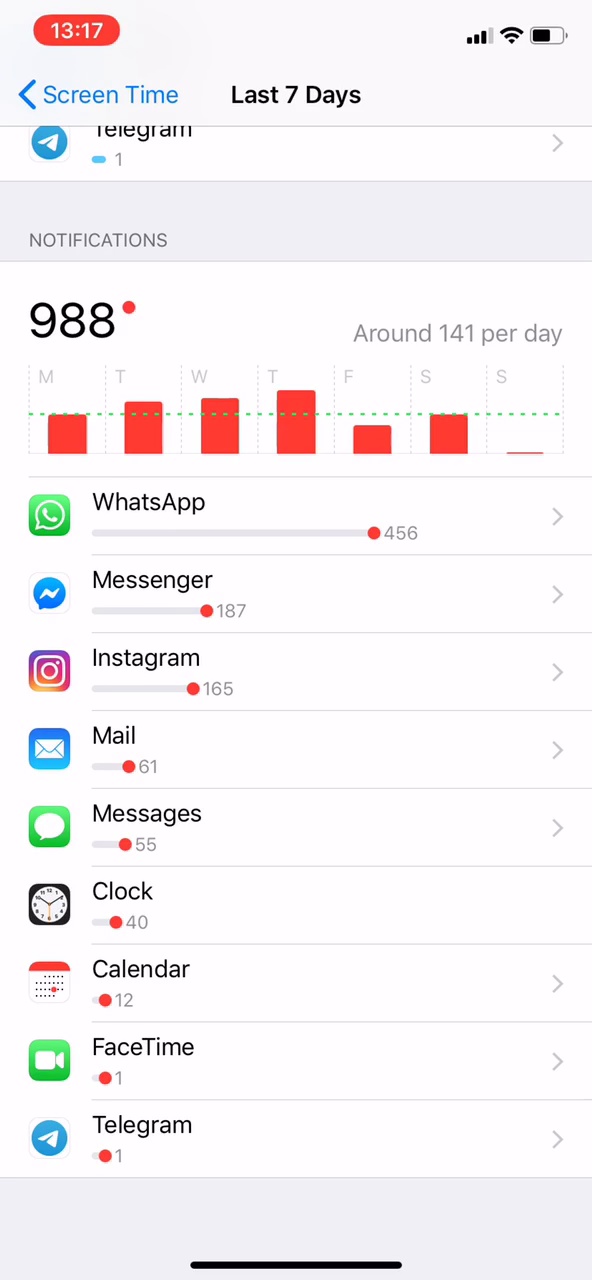 13:17
Screen Time
Last 7 Days
Telegram
1
NOTIFICATIONS
988
Around 141 per day
M T W T F S S
WhatsApp
456
Messenger
187
Instagram
165
Mail
61
Messages
55
Clock
40
Calendar
12
FaceTime
1
Telegram
1